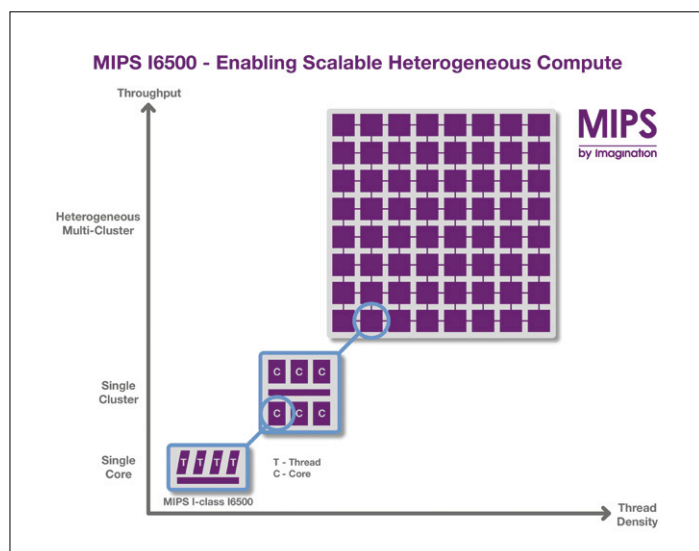 MIPS I6500 - Enabling Scalable Heterogeneous Compute
Throughput
MIPS
by Imagination
Heterogeneous
Multi-Cluster
Single
Cluster
C C C
C C C
Single
Core
T T T T
T - Thread
C - Core
MIPS I-class I6500
Thread
Density